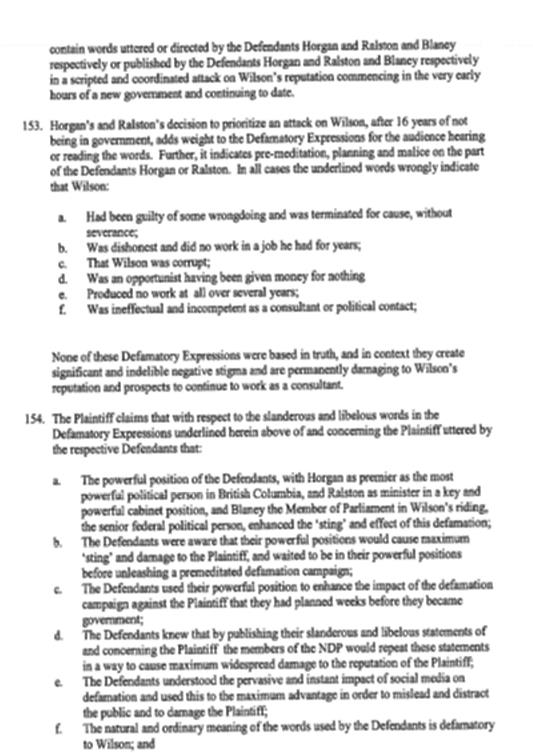 contain words uttered or directed by the Defendants Horgan and Ralston and Blaney
respectively or published by the Defendants Horgan and Ralston and Blaney respectively
in a scripted and coordinated attack on Wilson's reputation commencing in the very early
hours of a new government and continuing to date.
153. Horgan's and Ralston's decision to prioritize an attack on Wilson, after 16 years of not
being in government, adds weight to the Defamatory Expressions for the audience hearing
or reading the words. Further, it indicates pre-meditation, planning and malice on the part
of the Defendants Horgan or Ralston. In all cases the underlined words wrongly indicate
that Wilson:
a. Had been guilty of some wrongdoing and was terminated for cause, without
severance;
b. Was dishonest and did no work in a job he had for years;
c. That Wilson was corrupt;
d. Was an opportunist having been given money for nothing
e. Produced no work at all over several years;
f. Was ineffectual and incompetent as a consultant or political contact;
None of these Defamatory Expressions were based in truth, and in context they create
significant and indelible negative stigma and are permanently damaging to Wilson's
reputation and prospects to continue to work as a consultant.
154. The Plaintiff claims that with respect to the slanderous and libelous words in the
Defamatory Expressions underlined herein above of and concerning the Plaintiff uttered by
the respective Defendants that:
a. The powerful position of the Defendants, with Horgan as premier as the most
powerful political person in British Columbia, and Ralston as minister in a key and
powerful cabinet position, and Blaney the Member of Parliament in Wilson's riding,
the senior federal political person, enhanced the 'sting' and effect of this defamation;
b. The Defendants were aware that their powerful positions would cause maximum
'sting' and damage to the Plaintiff, and waited to be in their powerful positions
before unleashing a premeditated defamation campaign;
c. The Defendants used their powerful position to enhance the impact of the defamation
campaign against the Plaintiff that they had planned weeks before they became
government;
d. The Defendants knew that by publishing their slanderous and libelous statements of
and concerning the Plaintiff the members of the NDP would repeat these statements
in a way to cause maximum widespread damage to the reputation of the Plaintiff;
e. The Defendants understood the pervasive and instant impact of social media on
defamation and used this to the maximum advantage in order to mislead and distract
the public and to damage the Plaintiff;
f. The natural and ordinary meaning of the words used by the Defendants is defamatory
to Wilson; and